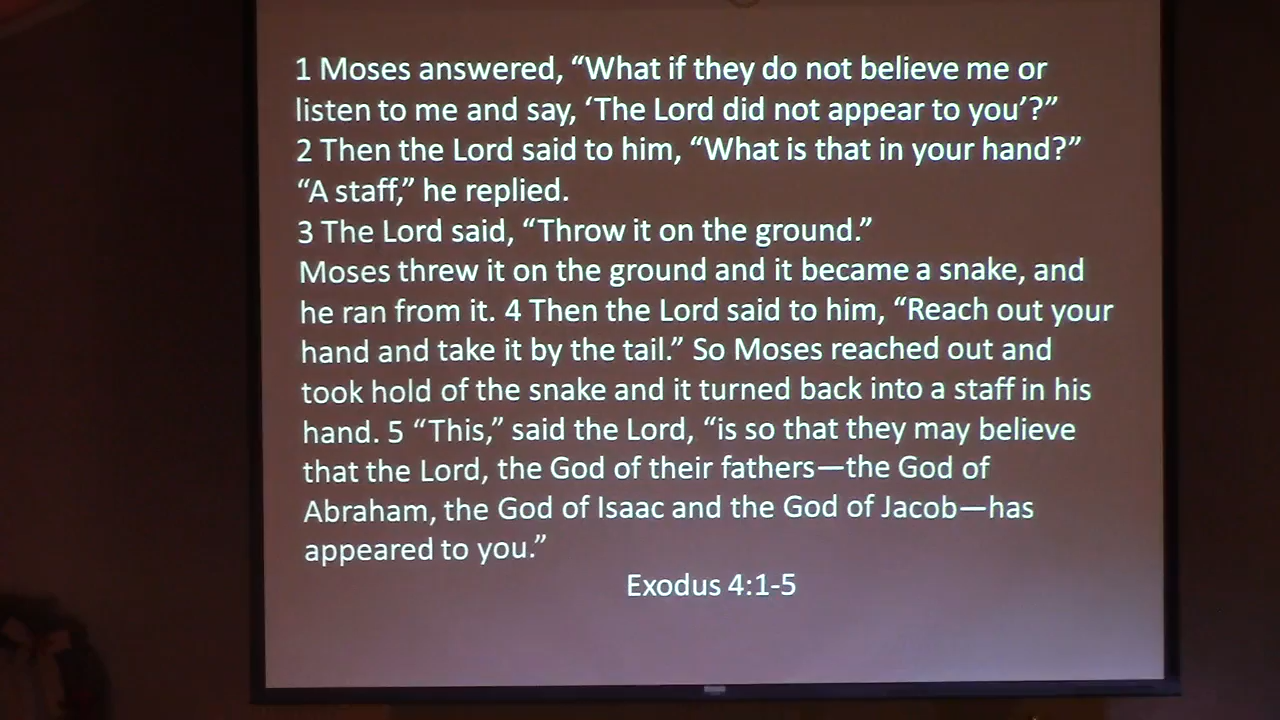 1 Moses answered, “What if they do not believe me or
listen to me and say, ‘The Lord did not appear to you’?”
2 Then the Lord said to him, “What is that in your hand?”
“A staff,” he replied.
3 The Lord said, “Throw it on the ground.”
Moses threw it on the ground and it became a snake, and
he ran from it. 4 Then the Lord said to him, “Reach out your
hand and take it by the tail.” So Moses reached out and
took hold of the snake and it turned back into a staff in his
hand. 5 “This,” said the Lord, “is so that they may believe
that the Lord, the God of their fathers—the God of
Abraham, the God of Isaac and the God of Jacob—has
appeared to you.”
Exodus 4:1-5